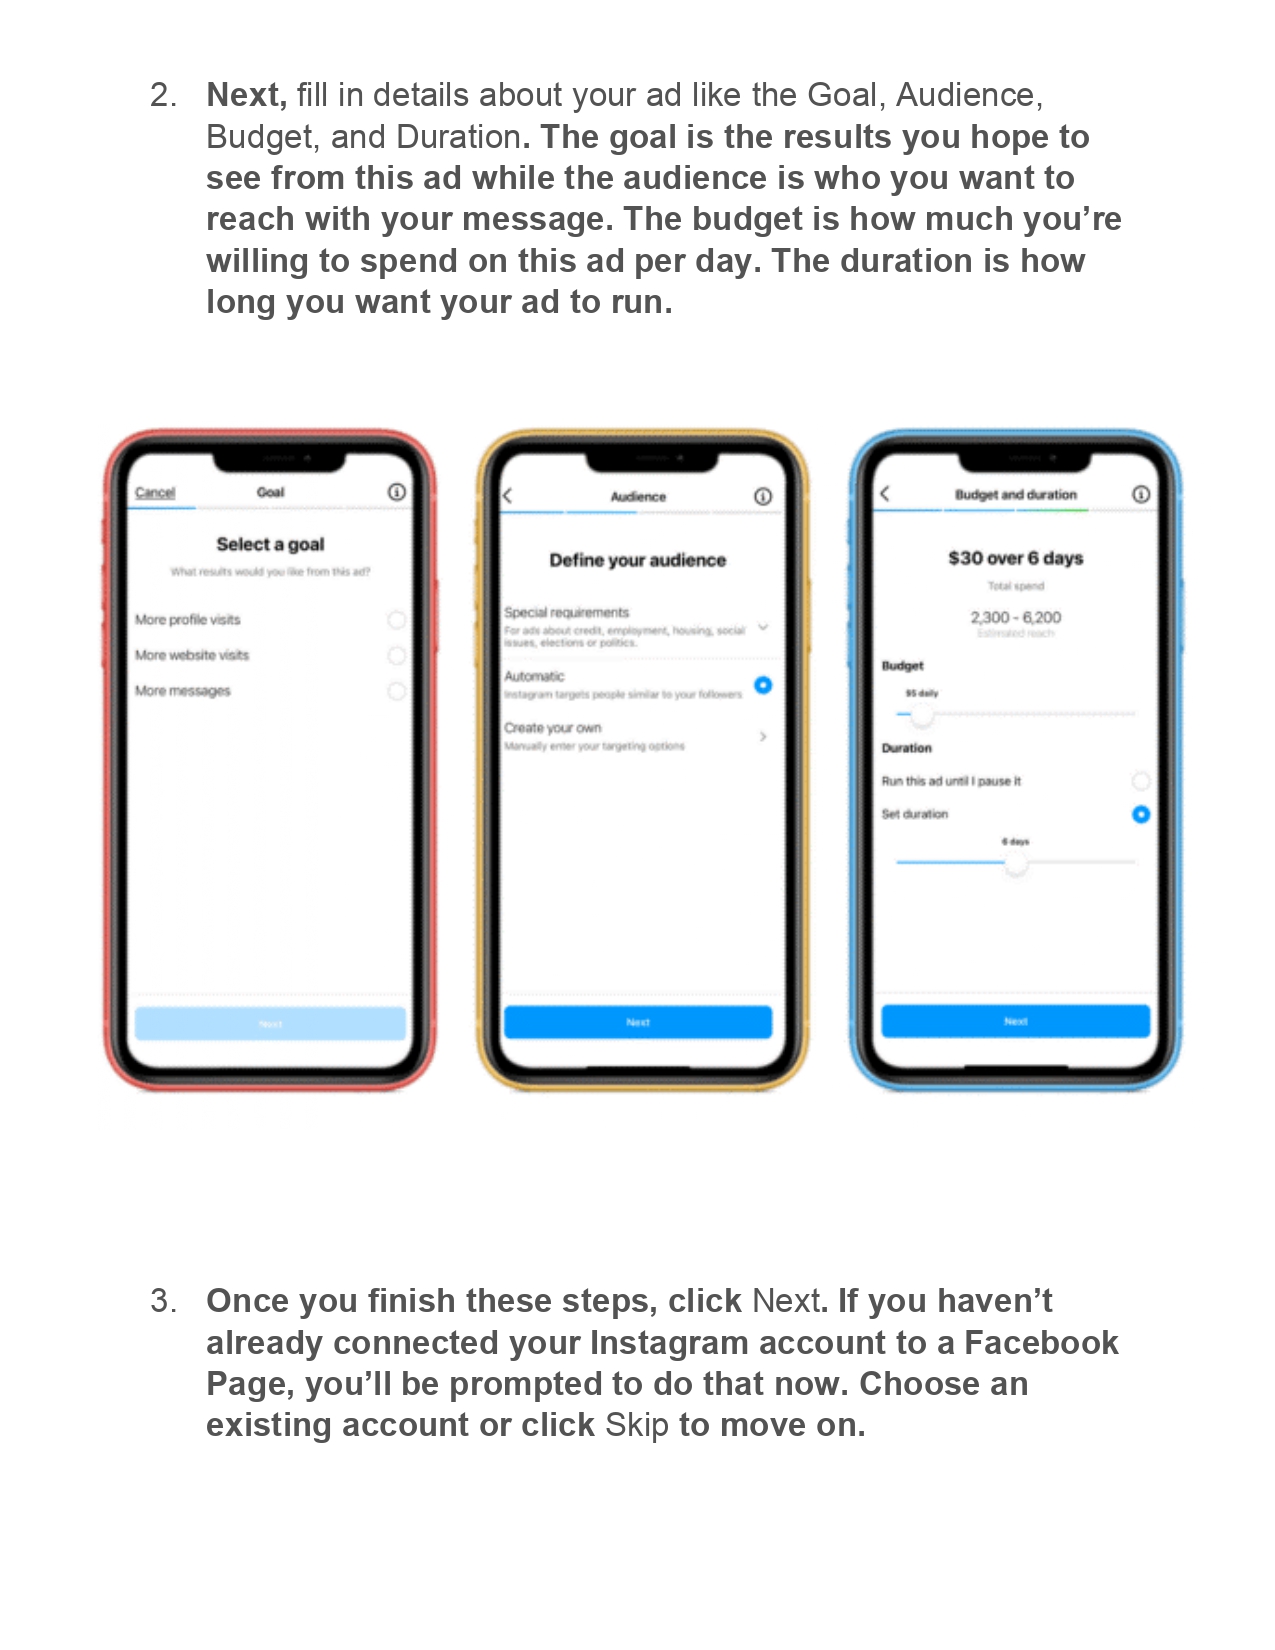 2. Next, fill in details about your ad like the Goal, Audience,
Budget, and Duration. The goal is the results you hope to
see from this ad while the audience is who you want to
reach with your message. The budget is how much you’re
willing to spend on this ad per day. The duration is how
long you want your ad to run.
Cancel Goal
Select a goal
What results would you like from this ad?
More profile visits
More website visits
More messages
Next
Audience
Define your audience
Special requirements
For ads about credit, employment, housing, social
issues, elections or politics.
Automatic
Instagram targets people similar to your followers
Create your own
Manually enter your targeting options
Next
Budget and duration
$30 over 6 days
Total spend
2,300 - 6,200
Estimated reach
Budget
$5 daily
Duration
Run this ad until I pause it
Set duration
6 days
Next
3. Once you finish these steps, click Next. If you haven’t
already connected your Instagram account to a Facebook
Page, you’ll be prompted to do that now. Choose an
existing account or click Skip to move on.